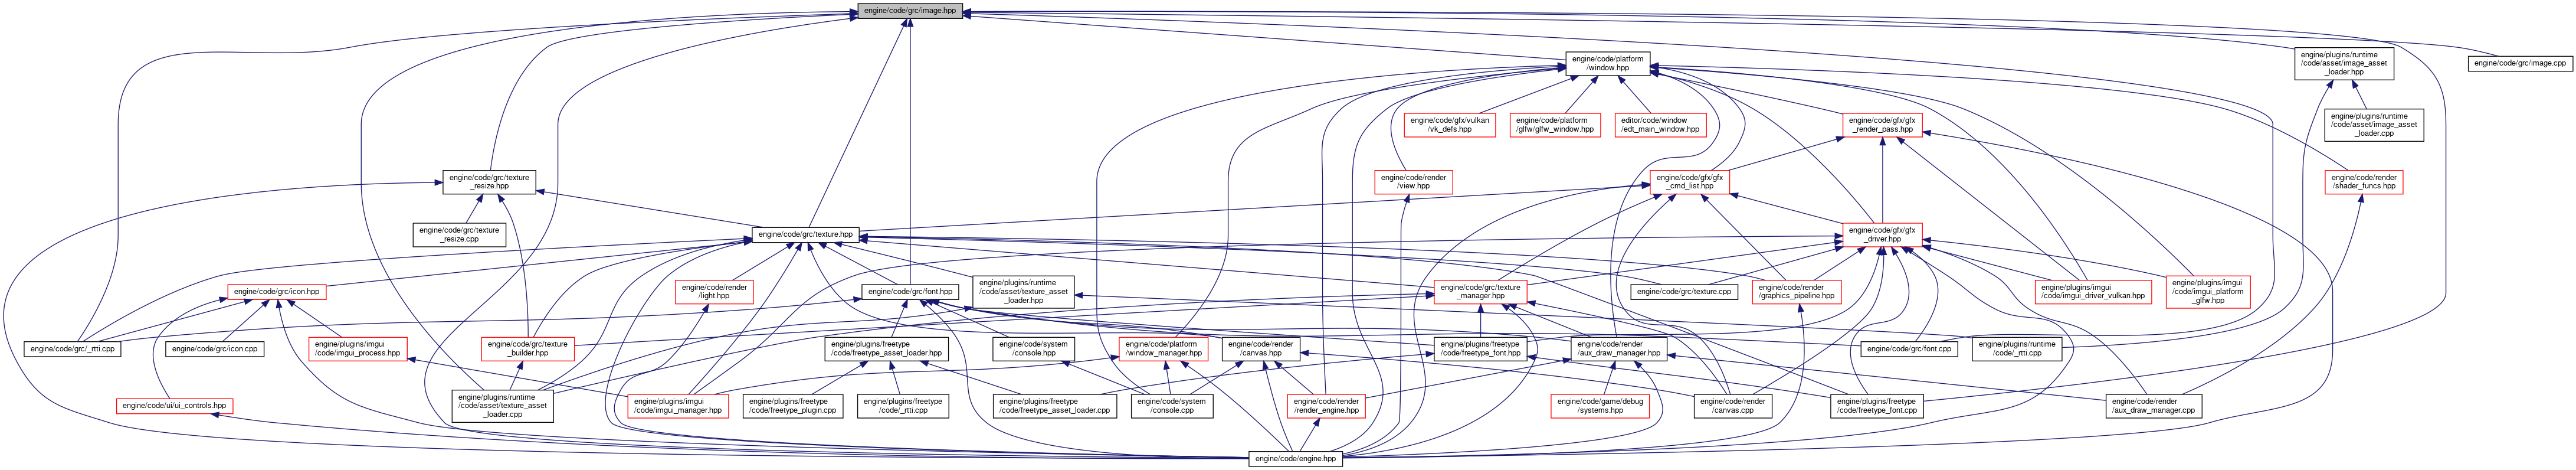 engine/code/grc/image.hpp
engine/code/platform
/window.hpp
engine/plugins/runtime
/code/asset/image_asset
_loader.hpp
engine/code/grc/image.cpp
engine/code/gfx/vulkan
/vk_defs.hpp
engine/code/platform
/glfw/glfw_window.hpp
editor/code/window
/edt_main_window.hpp
engine/code/gfx/gfx
_render_pass.hpp
engine/plugins/runtime
/code/asset/image_asset
_loader.cpp
engine/code/grc/texture
_resize.hpp
engine/code/render
/view.hpp
engine/code/gfx/gfx
_cmd_list.hpp
engine/code/render
/shader_funcs.hpp
engine/code/grc/texture
_resize.cpp
engine/code/grc/texture.hpp
engine/code/gfx/gfx
_driver.hpp
engine/code/grc/icon.hpp
engine/code/render
/light.hpp
engine/code/grc/font.hpp
engine/plugins/runtime
/code/asset/texture_asset
_loader.hpp
engine/code/grc/texture
_manager.hpp
engine/code/grc/texture.cpp
engine/code/render
/graphics_pipeline.hpp
engine/plugins/imgui
/code/imgui_driver_vulkan.hpp
engine/plugins/imgui
/code/imgui_platform
_glfw.hpp
engine/code/grc/_rtti.cpp
engine/code/grc/icon.cpp
engine/plugins/imgui
/code/imgui_process.hpp
engine/code/grc/texture
_builder.hpp
engine/plugins/freetype
/code/freetype_asset_loader.hpp
engine/code/system
/console.hpp
engine/code/platform
/window_manager.hpp
engine/code/render
/canvas.hpp
engine/plugins/freetype
/code/freetype_font.hpp
engine/code/render
/aux_draw_manager.hpp
engine/code/grc/font.cpp
engine/plugins/runtime
/code/_rtti.cpp
engine/code/ui/ui_controls.hpp
engine/plugins/runtime
/code/asset/texture_asset
_loader.cpp
engine/plugins/imgui
/code/imgui_manager.hpp
engine/plugins/freetype
/code/freetype_plugin.cpp
engine/plugins/freetype
/code/_rtti.cpp
engine/plugins/freetype
/code/freetype_asset_loader.cpp
engine/code/system
/console.cpp
engine/code/render
/render_engine.hpp
engine/code/game/debug
/systems.hpp
engine/code/render
/canvas.cpp
engine/plugins/freetype
/code/freetype_font.cpp
engine/code/render
/aux_draw_manager.cpp
engine/code/engine.hpp